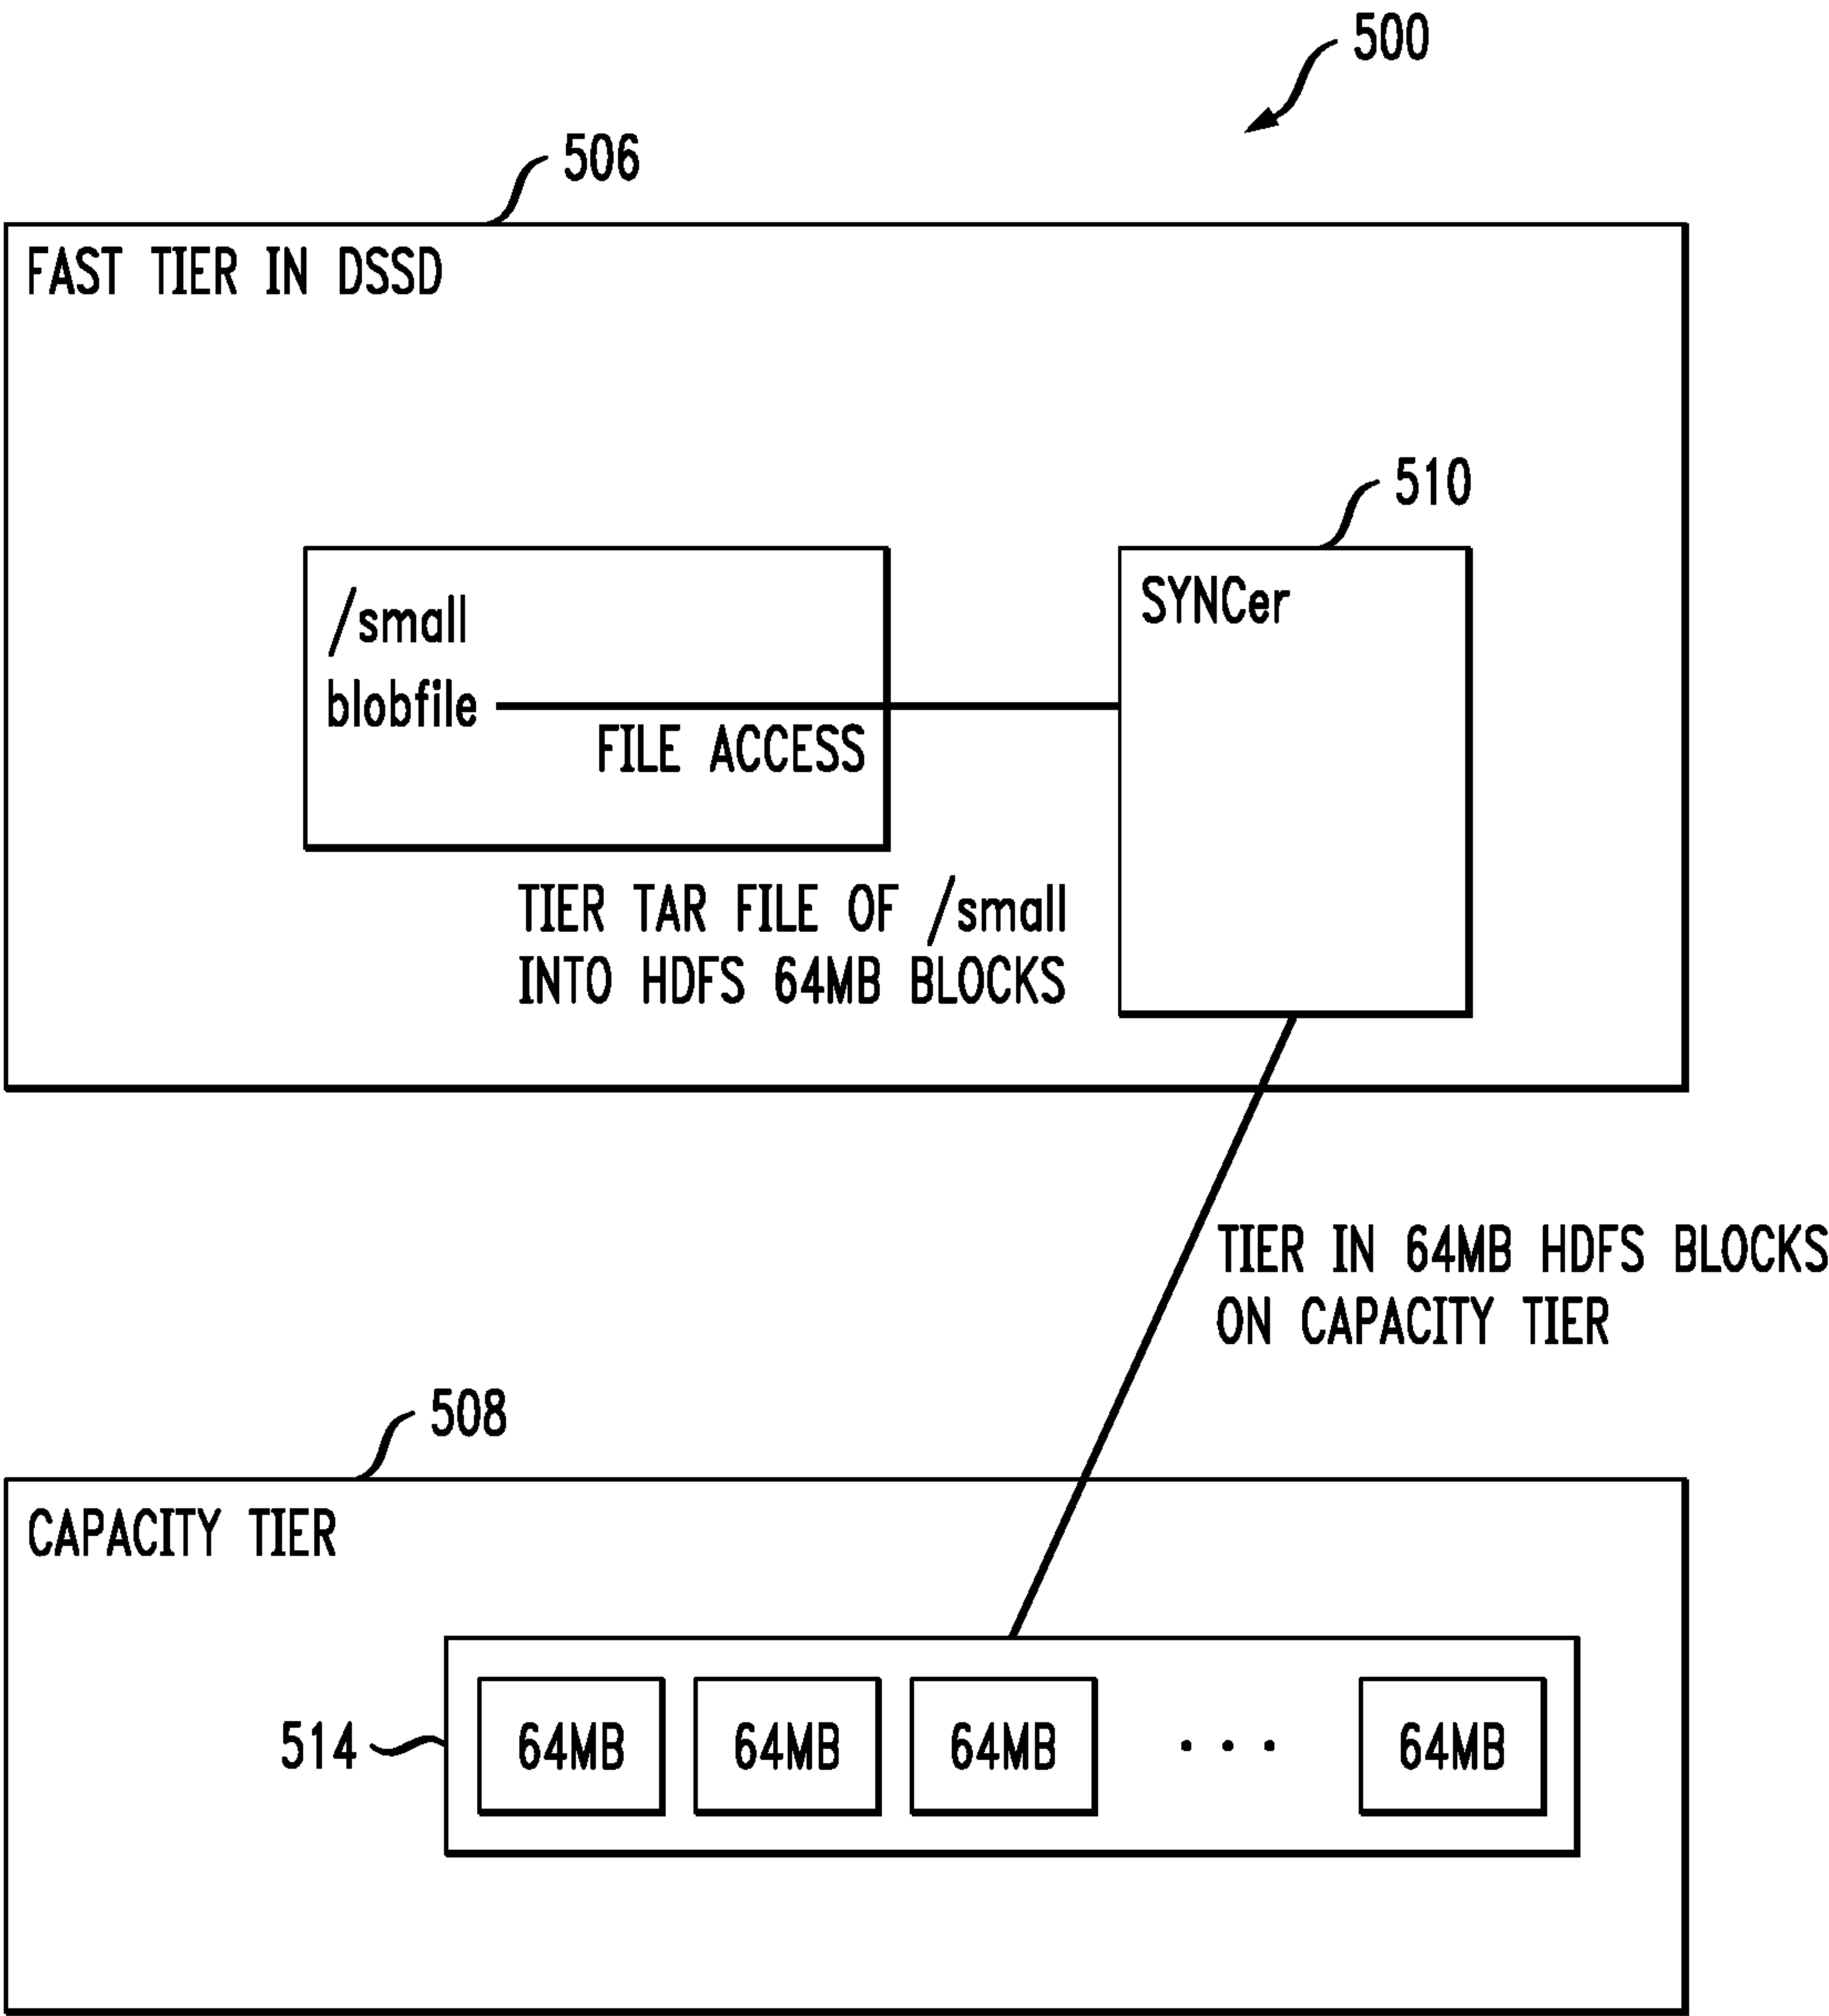 500
506
FAST TIER IN DSSD
510
/small
SYNCer
blobfile
FILE ACCESS
TIER TAR FILE OF /small
INTO HDFS 64MB BLOCKS
TIER IN 64MB HDFS BLOCKS
ON CAPACITY TIER
508
CAPACITY TIER
514 64MB 64MB 64MB . . . 64MB